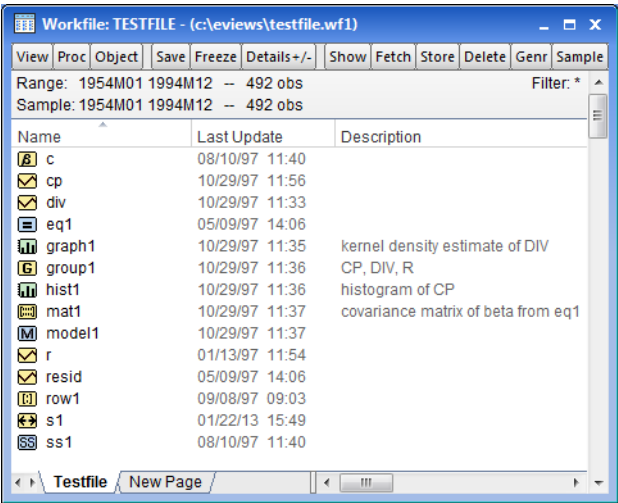 Workfile: TESTFILE - (c:\eviews\testfile.wf1)
View Proc Object Save Freeze Details+/- Show Fetch Store Delete Genr Sample
Range: 1954M01 1994M12 -- 492 obs Filter: *
Sample: 1954M01 1994M12 -- 492 obs
Name Last Update Description
β c 08/10/97 11:40
cp 10/29/97 11:56
div 10/29/97 11:33
eq1 05/09/97 14:06
graph1 10/29/97 11:35 kernel density estimate of DIV
G group1 10/29/97 11:36 CP, DIV, R
hist1 10/29/97 11:36 histogram of CP
mat1 10/29/97 11:37 covariance matrix of beta from eq1
M model1 10/29/97 11:37
r 01/13/97 11:54
resid 05/09/97 14:06
row1 09/08/97 09:03
s1 01/22/13 15:49
SS ss1 08/10/97 11:40
Testfile New Page